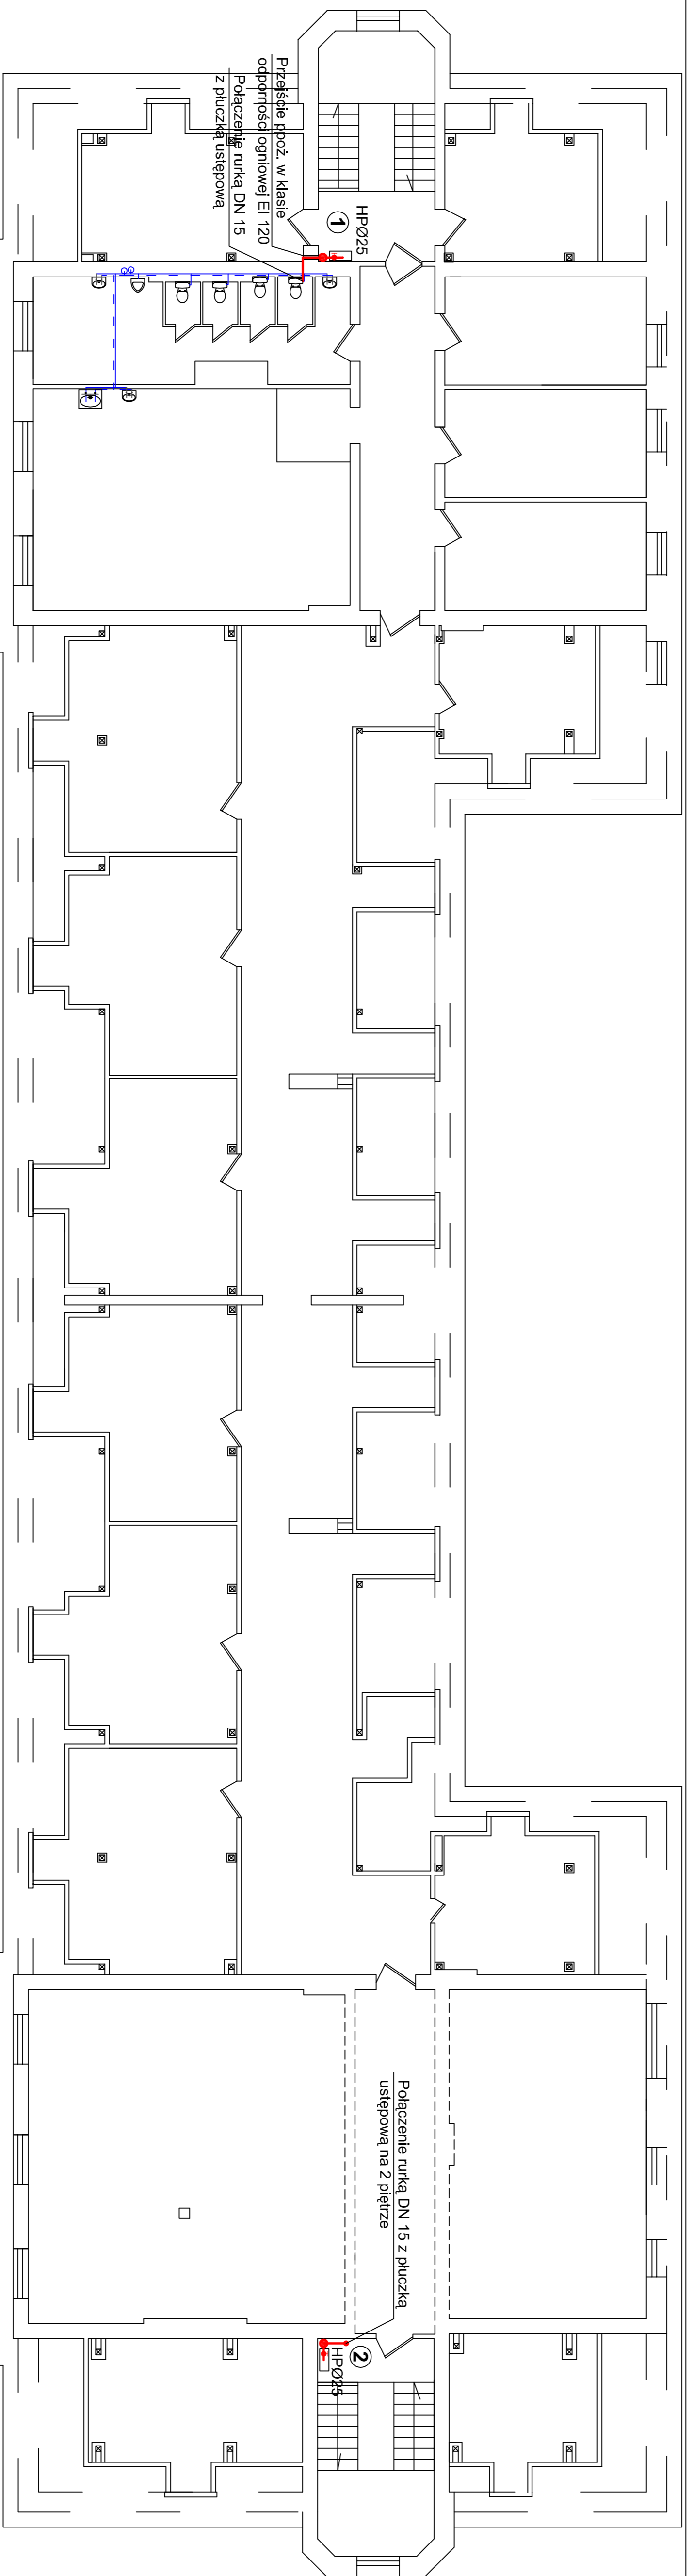 Przejście ppoż. w klasie
odporności ogniowej EI 120
Połączenie rurką DN 15
z płuczką ustępową
HPØ25
1
Połączenie rurką DN 15 z płuczką
ustępową na 2 piętrze
2
HPØ25